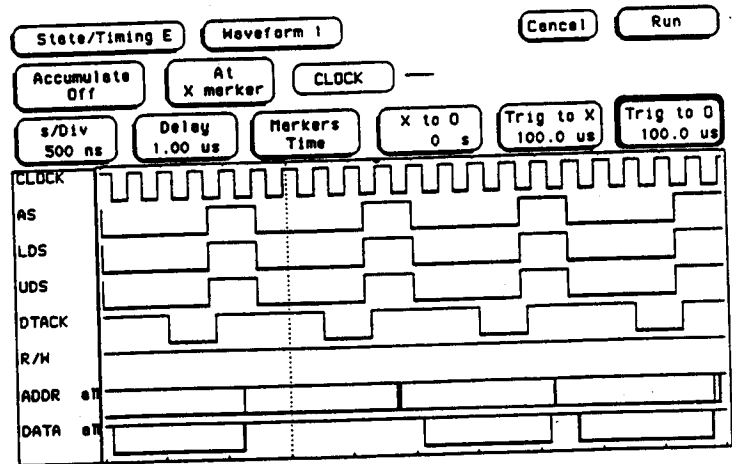 State/Timing E Waveform 1 Cancel Run
Accumulate Off At X marker CLOCK
s/Div 500 ns Delay 1.00 us Markers Time X to O 0 s Trig to X 100.0 us Trig to O 100.0 us
CLOCK
AS
LDS
UDS
DTACK
R/W
ADDR all
DATA all